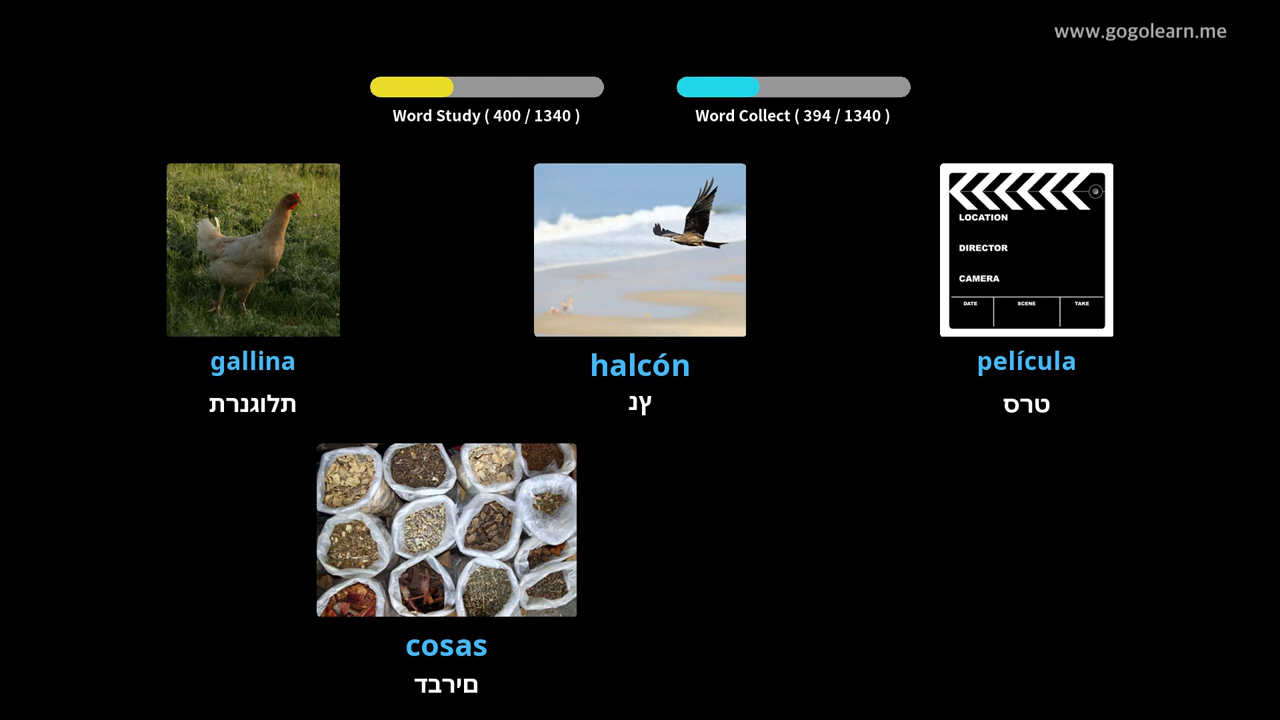 www.gogolearn.me
Word Study ( 400 / 1340 )
Word Collect ( 394 / 1340 )
LOCATION
DIRECTOR
CAMERA
DATE SCENE TAKE
gallina
תרנגולת
halcón
נץ
película
סרט
cosas
דברים